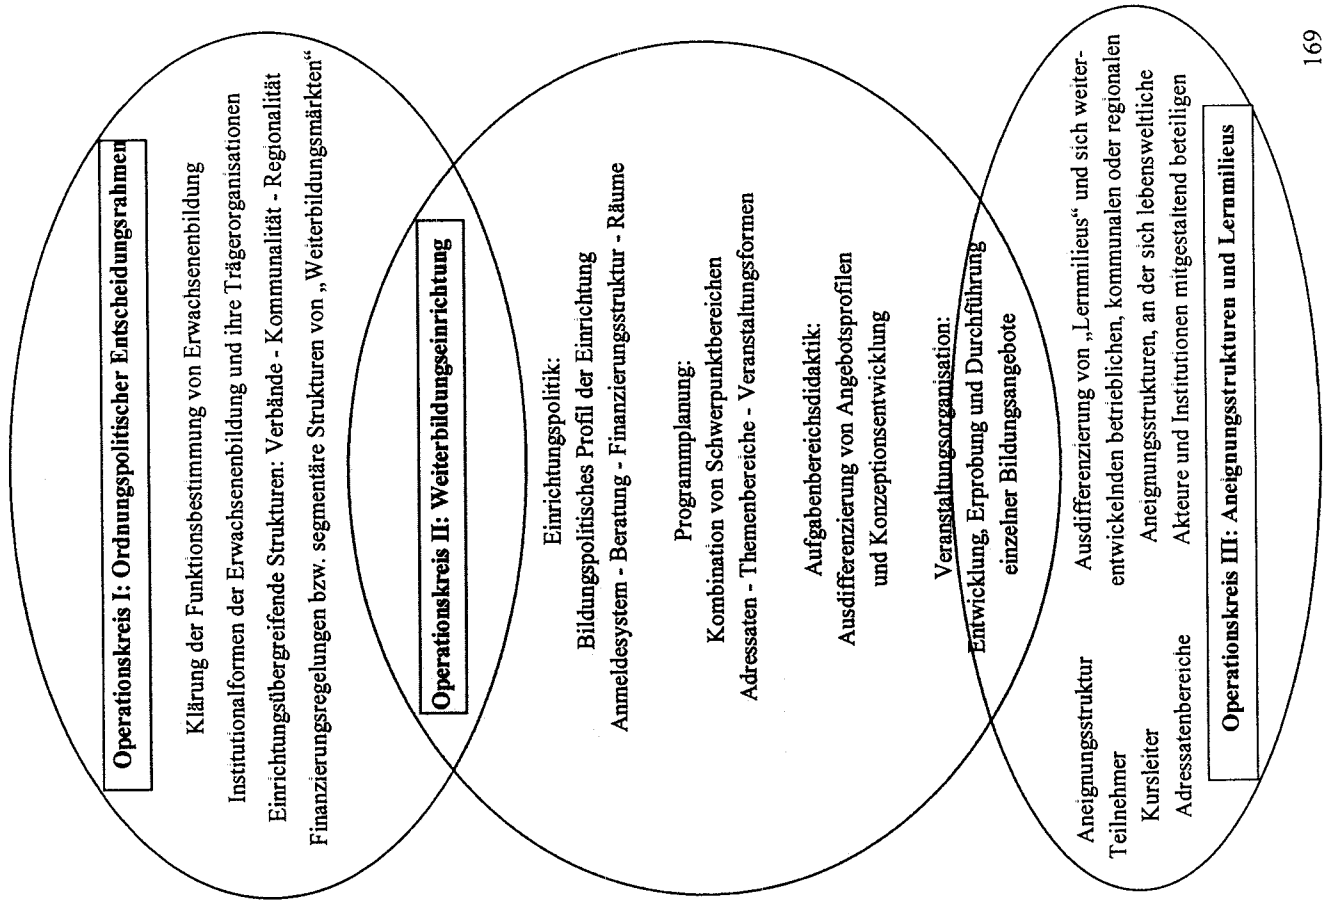 Operationskreis I: Ordnungspolitischer Entscheidungsrahmen
Klärung der Funktionsbestimmung von Erwachsenenbildung
Institutionalformen der Erwachsenenbildung und ihre Trägerorganisationen
Einrichtungsübergreifende Strukturen: Verbände - Kommunalität - Regionalität
Finanzierungsregelungen bzw. segmentäre Strukturen von „Weiterbildungsmärkten“
Operationskreis II: Weiterbildungseinrichtung
Einrichtungspolitik:
Bildungspolitisches Profil der Einrichtung
Anmeldesystem - Beratung - Finanzierungsstruktur - Räume
Programmplanung:
Kombination von Schwerpunktbereichen
Adressaten - Themenbereiche - Veranstaltungsformen
Aufgabenbereichsdidaktik:
Ausdifferenzierung von Angebotsprofilen
und Konzeptionsentwicklung
Veranstaltungsorganisation:
Entwicklung, Erprobung und Durchführung
einzelner Bildungsangebote
Aneignungsstruktur
Teilnehmer
Kursleiter
Adressatenbereiche
Ausdifferenzierung von „Lernmilieus“ und sich weiter-
entwickelnden betrieblichen, kommunalen oder regionalen
Aneignungsstrukturen, an der sich lebensweltliche
Akteure und Institutionen mitgestaltend beteiligen
Operationskreis III: Aneignungsstrukturen und Lernmilieus
169